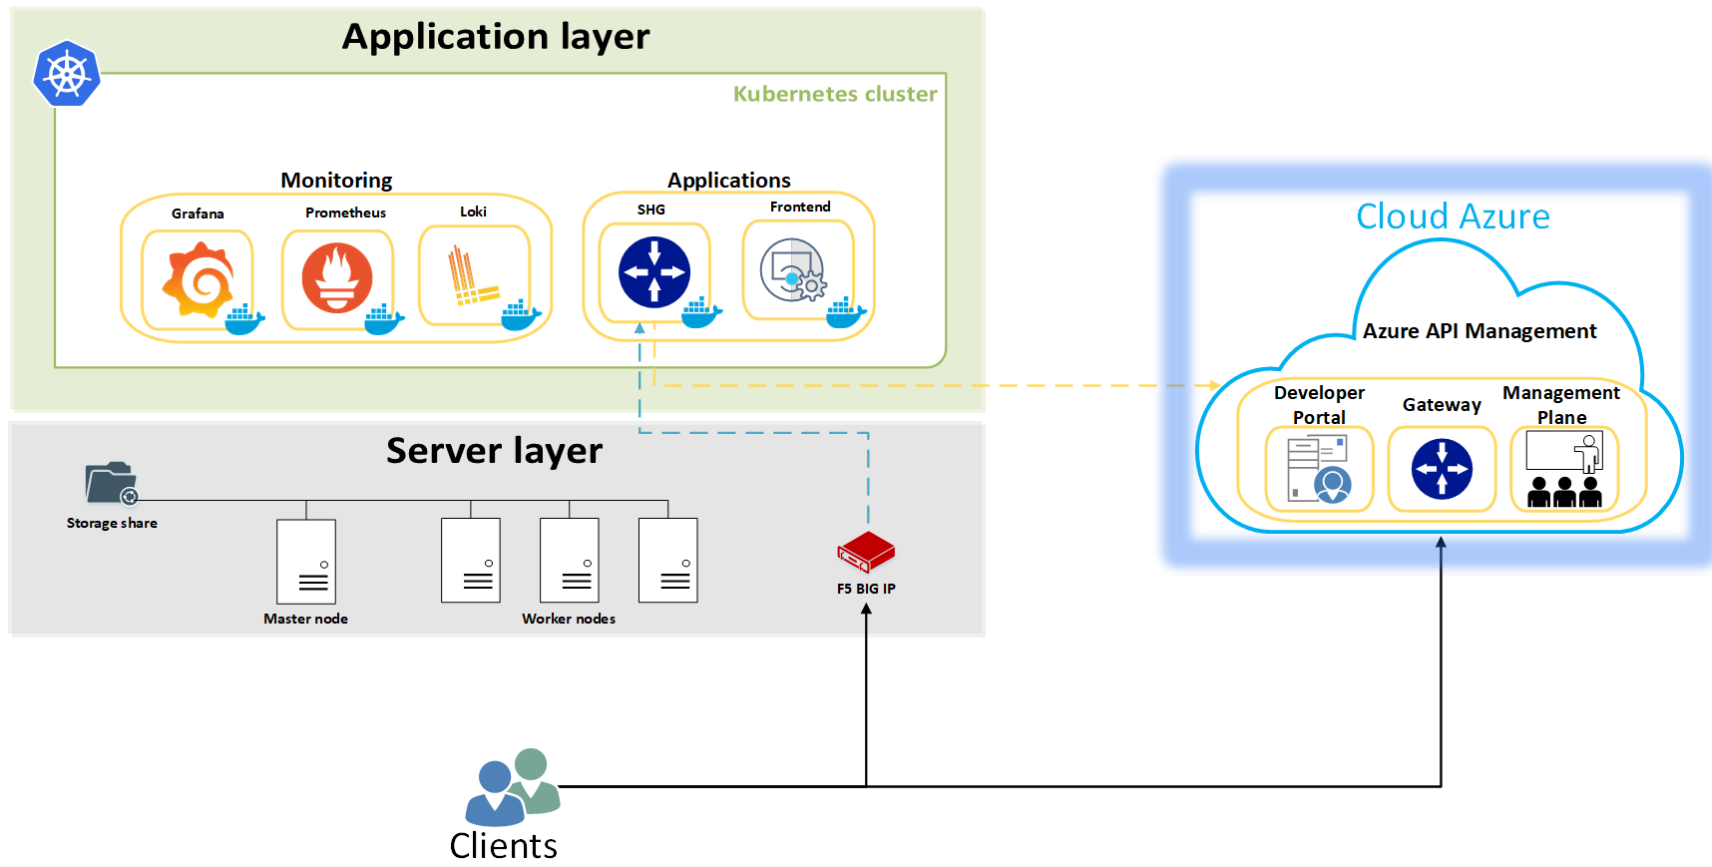 Application layer
Kubernetes cluster
Monitoring
Applications
Grafana
Prometheus
Loki
SHG
Frontend
Server layer
Storage share
Master node
Worker nodes
F5 BIG IP
Clients
Cloud Azure
Azure API Management
Developer
Portal
Gateway
Management
Plane